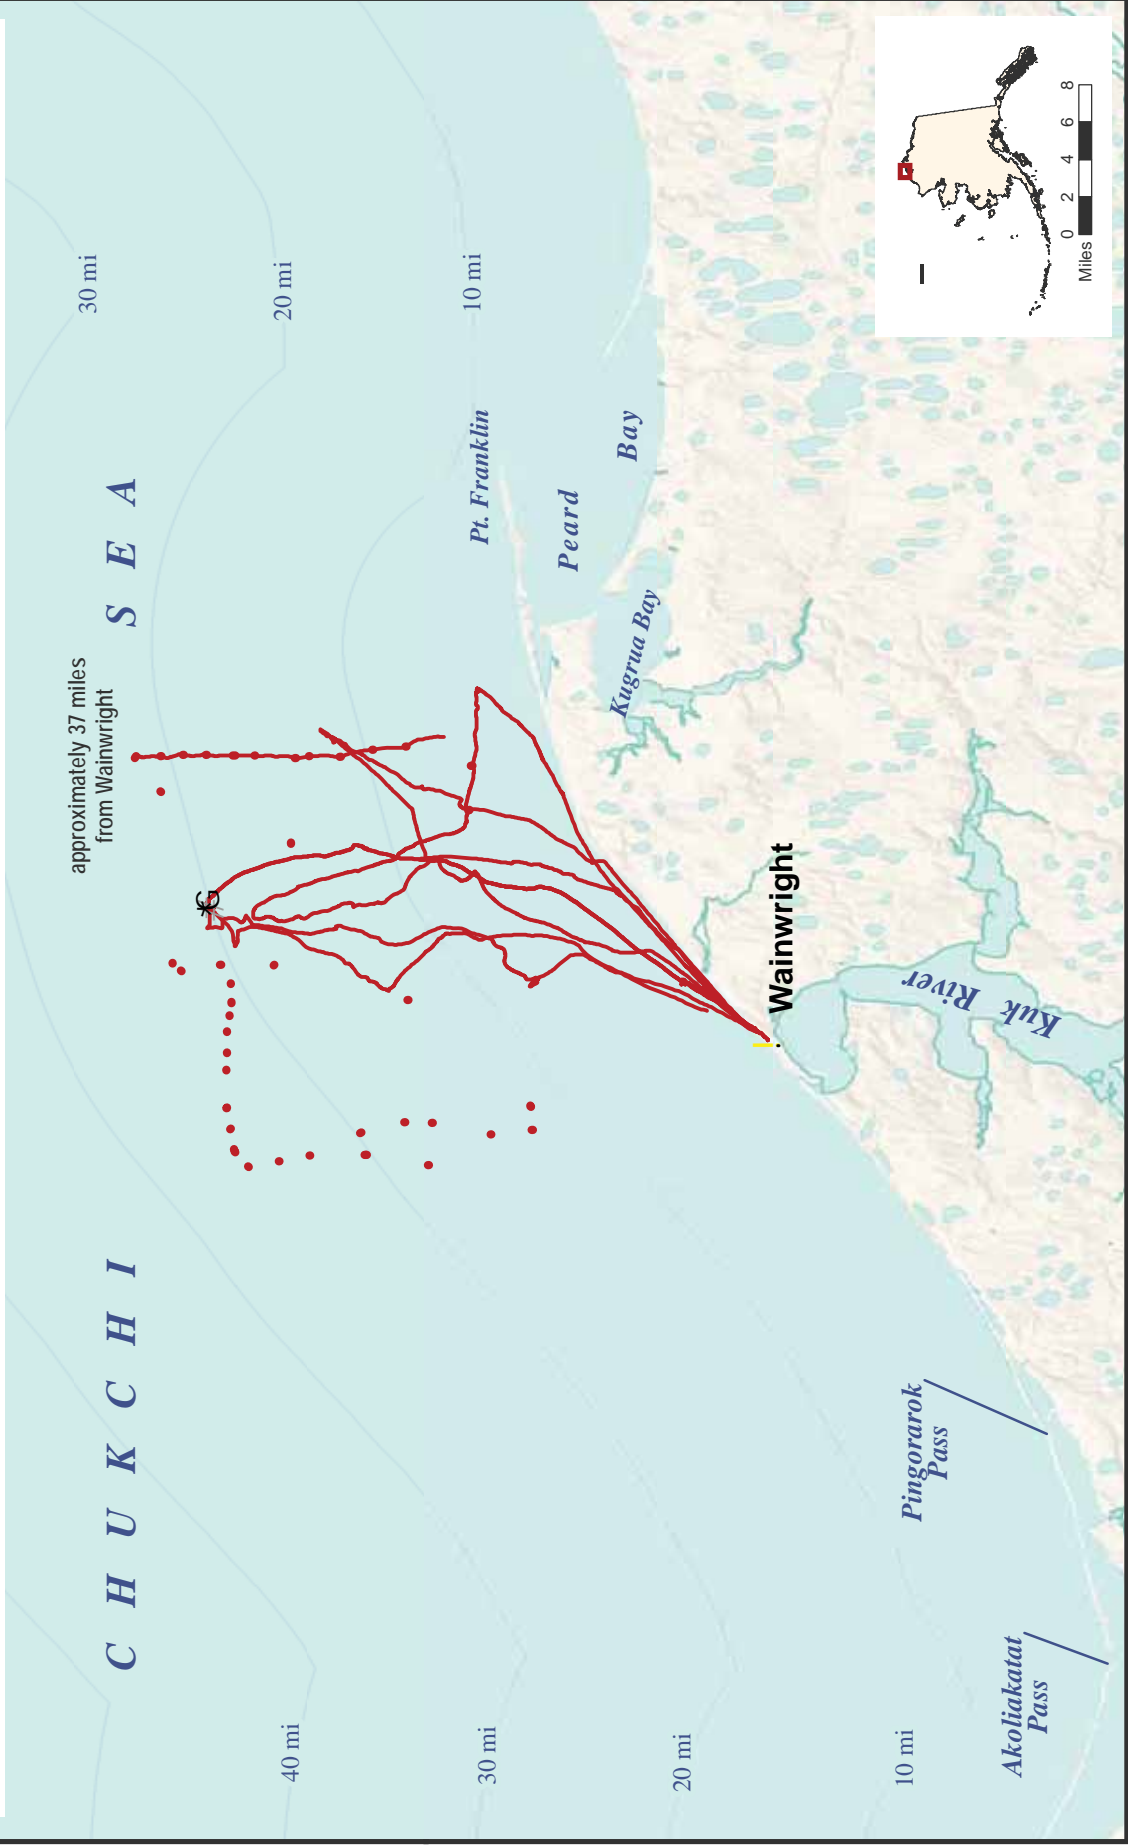 approximately 37 miles
from Wainwright
C H U K C H I
S E A
40 mi
30 mi
20 mi
10 mi
30 mi
20 mi
10 mi
Pt. Franklin
Peard
Bay
Kugrua Bay
Wainwright
Kuk River
Pingorarok
Pass
Akoliakatat
Pass
0 2 4 6 8
Miles